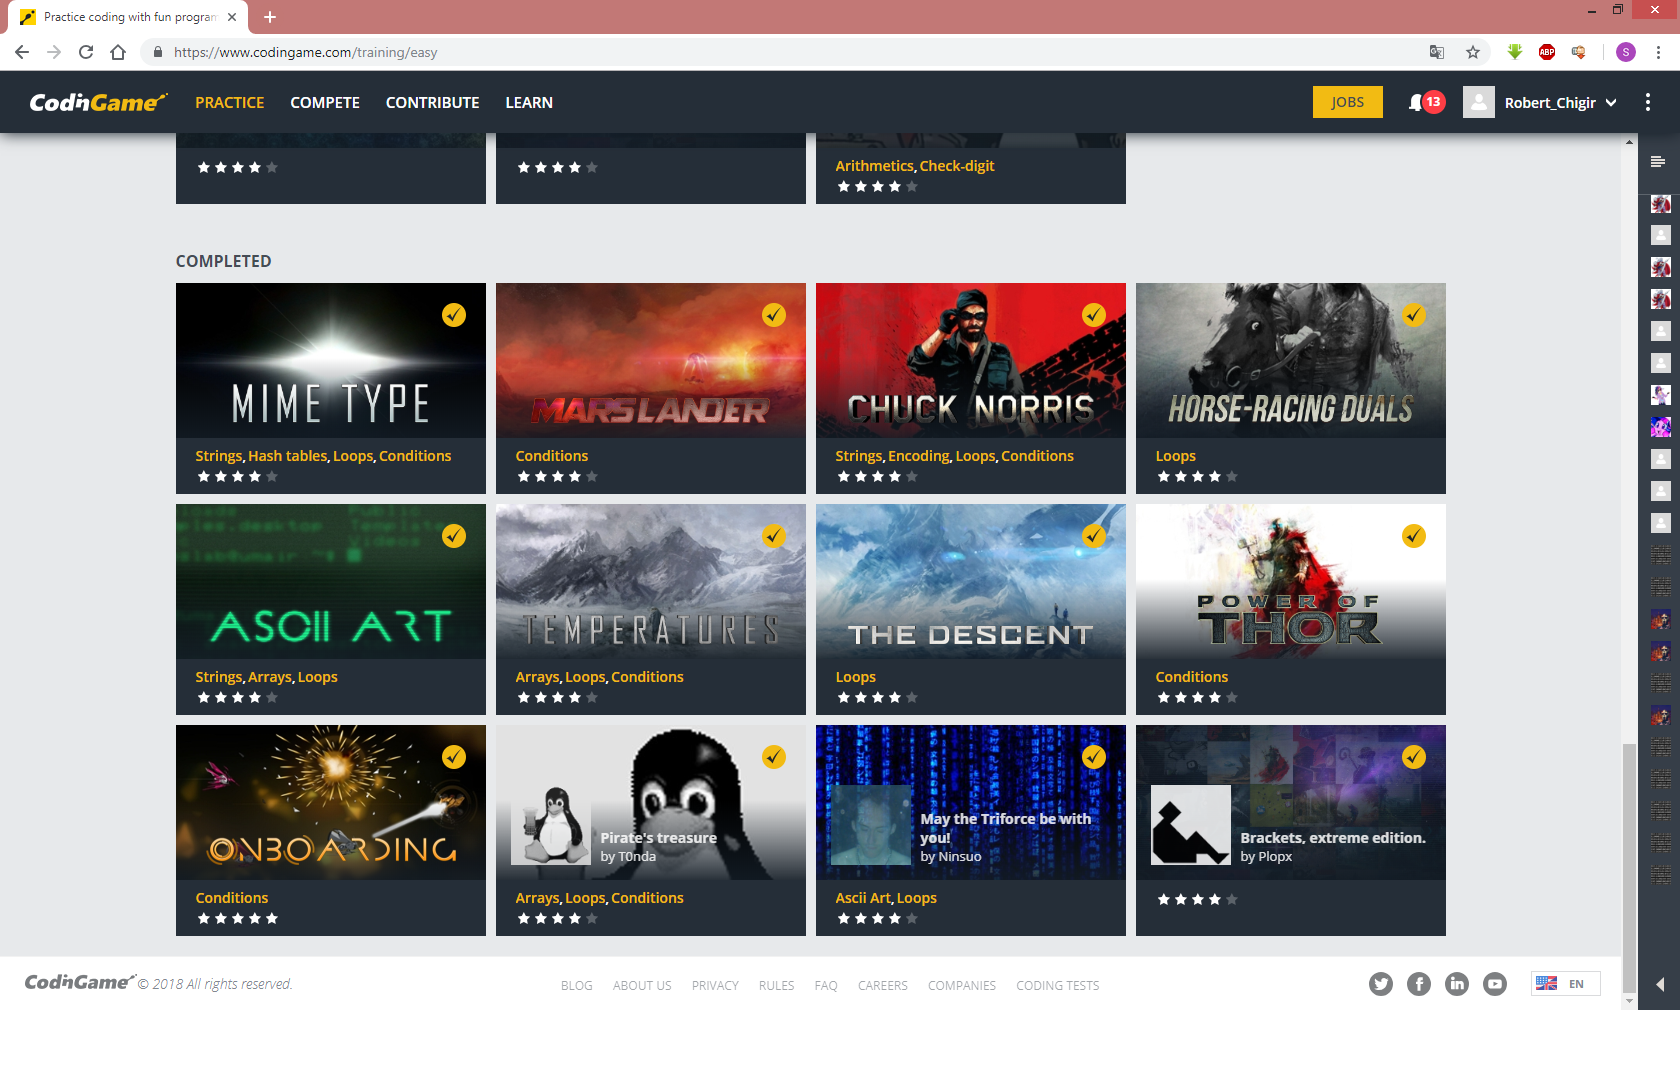 Practice coding with fun program
https://www.codingame.com/training/easy
ABP
S
CodinGame
PRACTICE
COMPETE
CONTRIBUTE
LEARN
JOBS
13
Robert_Chigir
Arithmetics, Check-digit
COMPLETED
MIME TYPE
MARS LANDER
CHUCK NORRIS
HORSE-RACING DUALS
Strings, Hash tables, Loops, Conditions
Conditions
Strings, Encoding, Loops, Conditions
Loops
ASCII ART
TEMPERATURES
THE DESCENT
POWER OF
THOR
Strings, Arrays, Loops
Arrays, Loops, Conditions
Loops
Conditions
ONBOARDING
Pirate's treasure
by T0nda
May the Triforce be with
you!
by Ninsuo
Brackets, extreme edition.
by Plopx
Conditions
Arrays, Loops, Conditions
Ascii Art, Loops
CodinGame © 2018 All rights reserved.
BLOG
ABOUT US
PRIVACY
RULES
FAQ
CAREERS
COMPANIES
CODING TESTS
EN